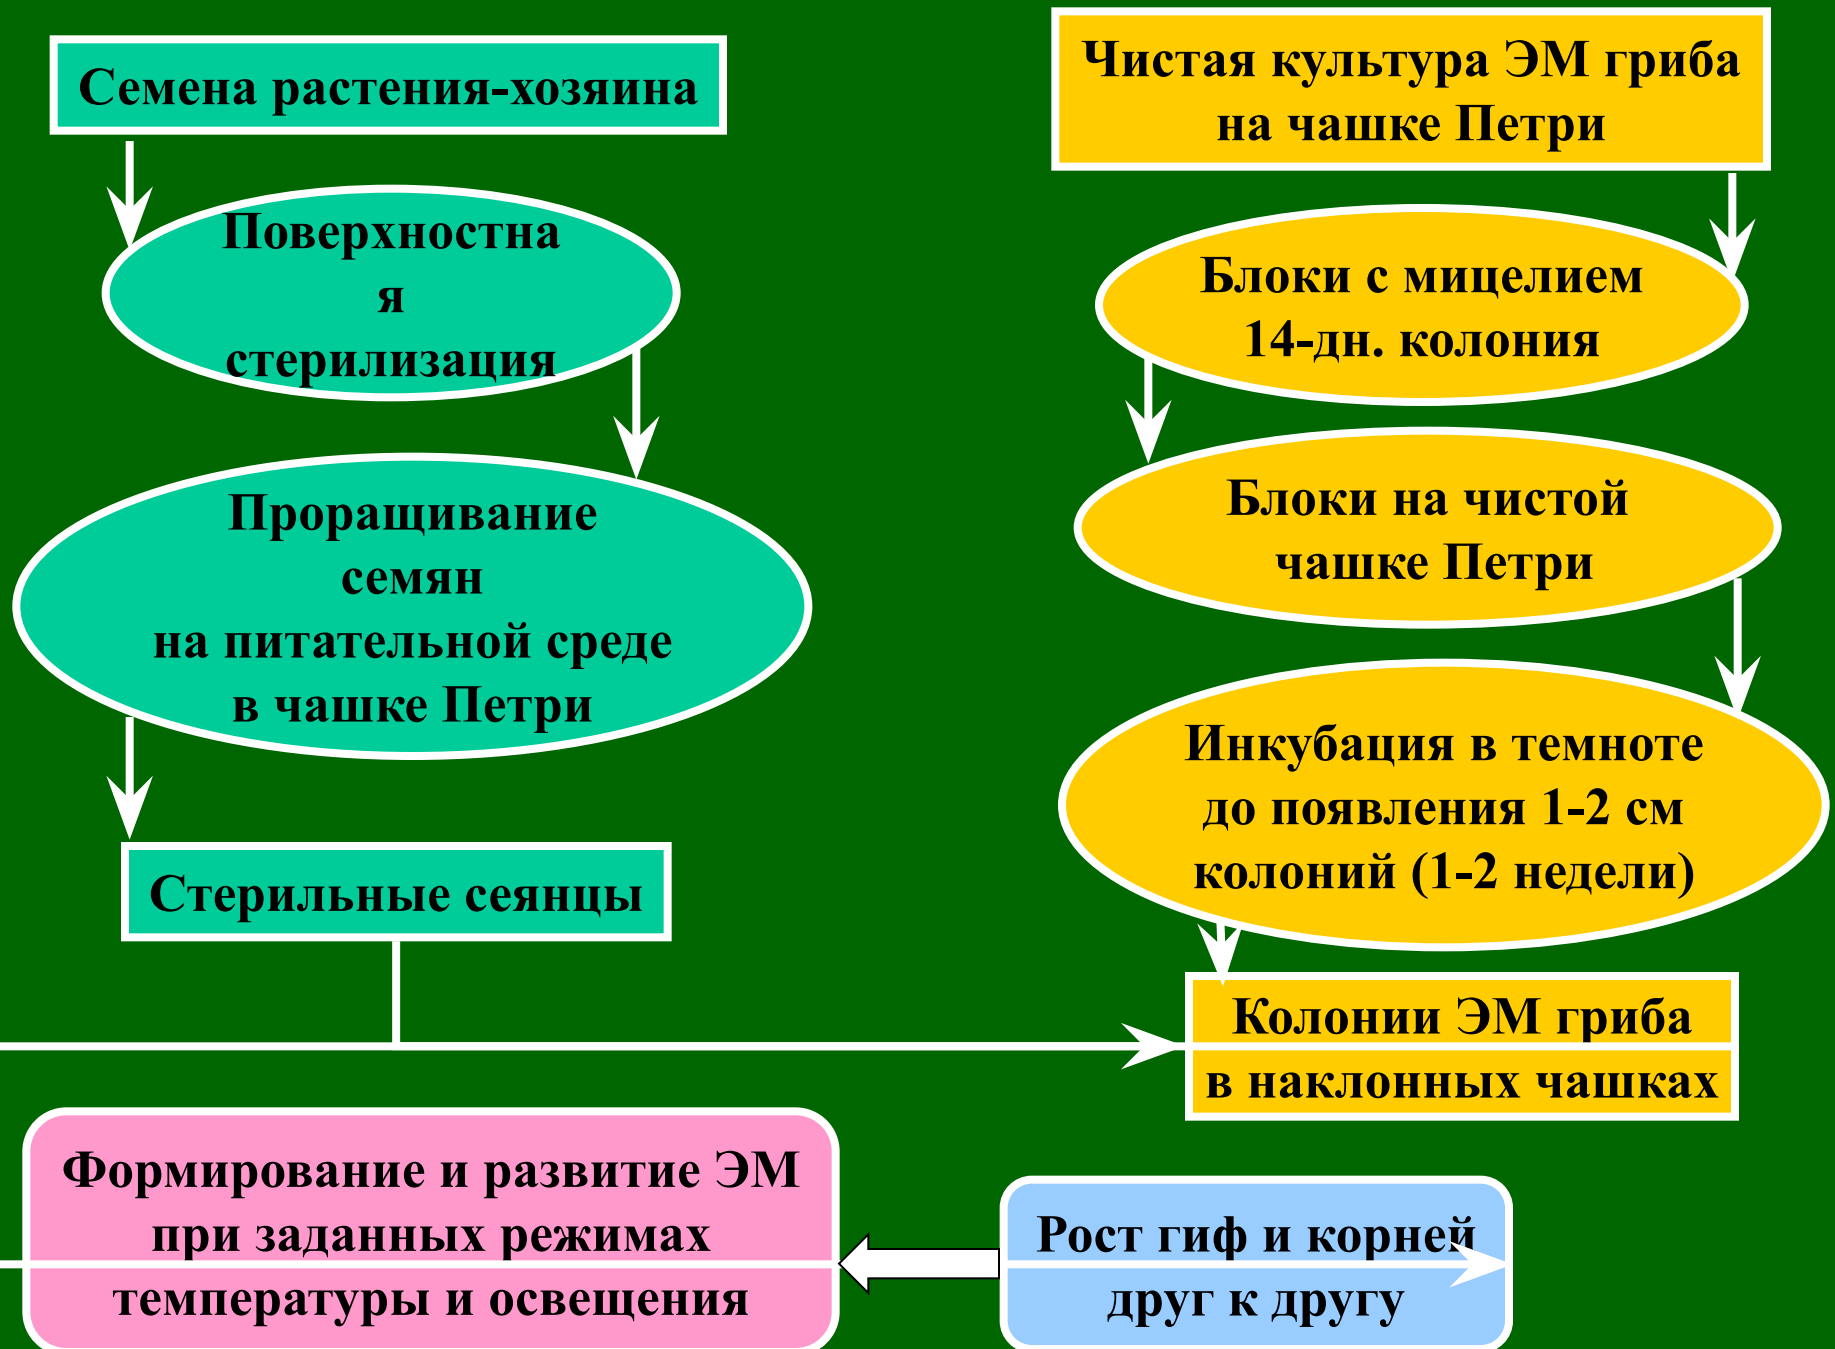 Семена растения-хозяина
Поверхностна
я
стерилизация
Проращивание
семян
на питательной среде
в чашке Петри
Стерильные сеянцы
Чистая культура ЭМ гриба
на чашке Петри
Блоки с мицелием
14-дн. колония
Блоки на чистой
чашке Петри
Инкубация в темноте
до появления 1-2 см
колоний (1-2 недели)
Колонии ЭМ гриба
в наклонных чашках
Рост гиф и корней
друг к другу
Формирование и развитие ЭМ
при заданных режимах
температуры и освещения